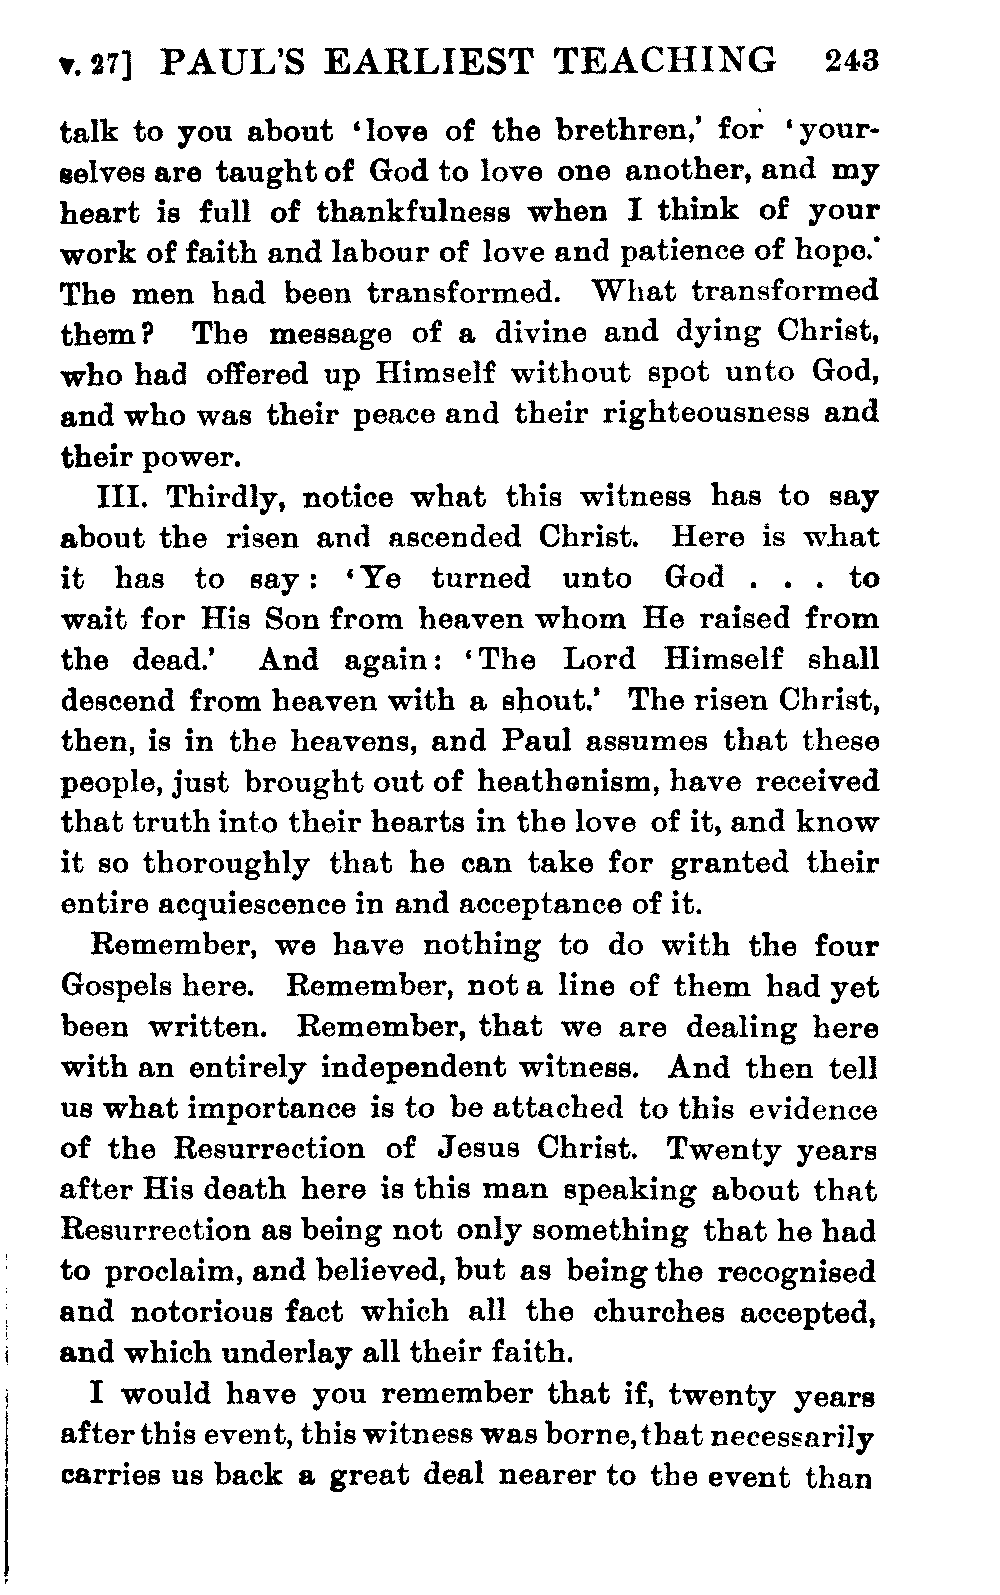 v. 27] PAUL'S EARLIEST TEACHING 243
talk to you about ‘love of the brethren,’ for ‘your-
selves are taught of God to love one another, and my
heart is full of thankfulness when I think of your
work of faith and labour of love and patience of hope.’
The men had been transformed. What transformed
them? The message of a divine and dying Christ,
who had offered up Himself without spot unto God,
and who was their peace and their righteousness and
their power.
III. Thirdly, notice what this witness has to say
about the risen and ascended Christ. Here is what
it has to say: ‘Ye turned unto God . . . to
wait for His Son from heaven whom He raised from
the dead.’ And again: ‘The Lord Himself shall
descend from heaven with a shout.’ The risen Christ,
then, is in the heavens, and Paul assumes that these
people, just brought out of heathenism, have received
that truth into their hearts in the love of it, and know
it so thoroughly that he can take for granted their
entire acquiescence in and acceptance of it.
Remember, we have nothing to do with the four
Gospels here. Remember, not a line of them had yet
been written. Remember, that we are dealing here
with an entirely independent witness. And then tell
us what importance is to be attached to this evidence
of the Resurrection of Jesus Christ. Twenty years
after His death here is this man speaking about that
Resurrection as being not only something that he had
to proclaim, and believed, but as being the recognised
and notorious fact which all the churches accepted,
and which underlay all their faith.
I would have you remember that if, twenty years
after this event, this witness was borne, that necessarily
carries us back a great deal nearer to the event than